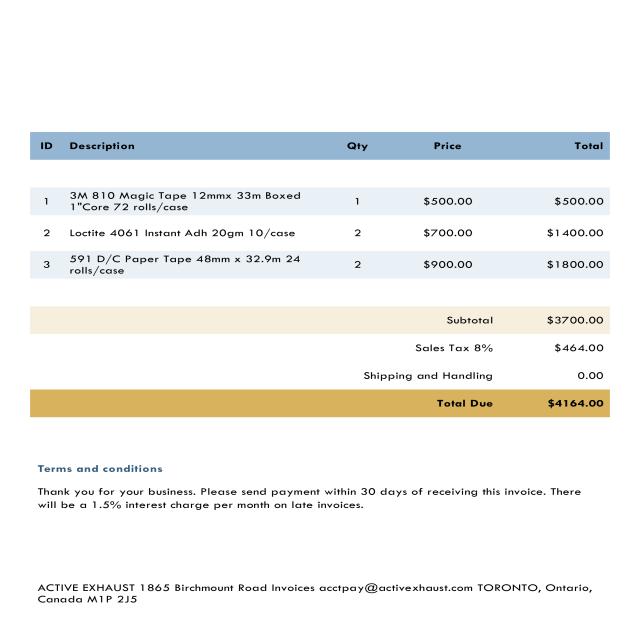 ID Description Qty Price Total
3M 810 Magic Tape 12mmx 33m Boxed
1 1 $500.00 $500.00
1"Core 72 rolls/case
2 Loctite 4061 Instant Adh 20gm 10/case 2 $700.00 $1400.00
591 D/C Paper Tape 48mm x 32.9m 24
3 2 $900.00 $1800.00
rolls/case
Subtotal $3700.00
Sales Tax 8% $464.00
Shipping and Handling 0.00
Total Due $4164.00
Terms and conditions
Thank you for your business. Please send payment within 30 days of receiving this invoice. There
will be a 1.5% interest charge per month on late invoices.
ACTIVE EXHAUST 1865 Birchmount Road Invoices acctpay@activexhaust.com TORONTO, Ontario,
Canada M1P 2J5